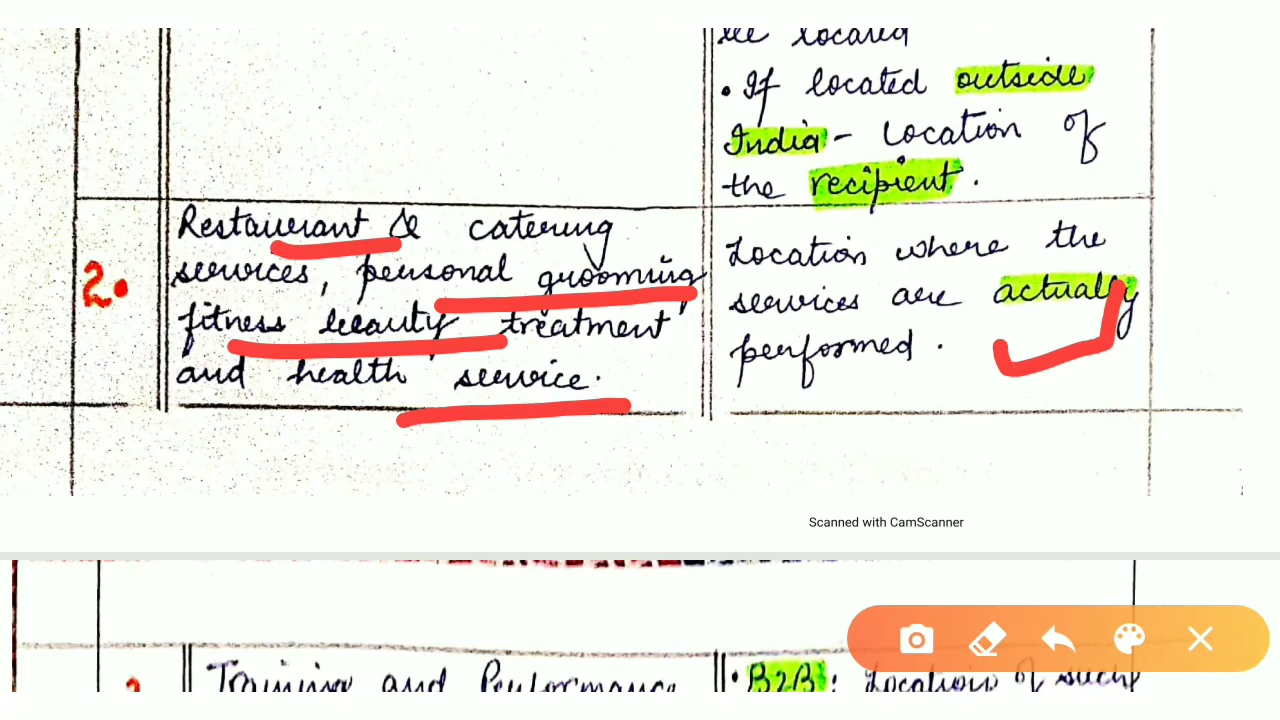 be located
• If located outside
India - Location of
the recipient.
2.
Restaurant & catering
services, personal grooming
fitness beauty treatment
and health service.
Location where the
services are actually
performed.
Scanned with CamScanner
Training and Performance
• B2B: Location of such